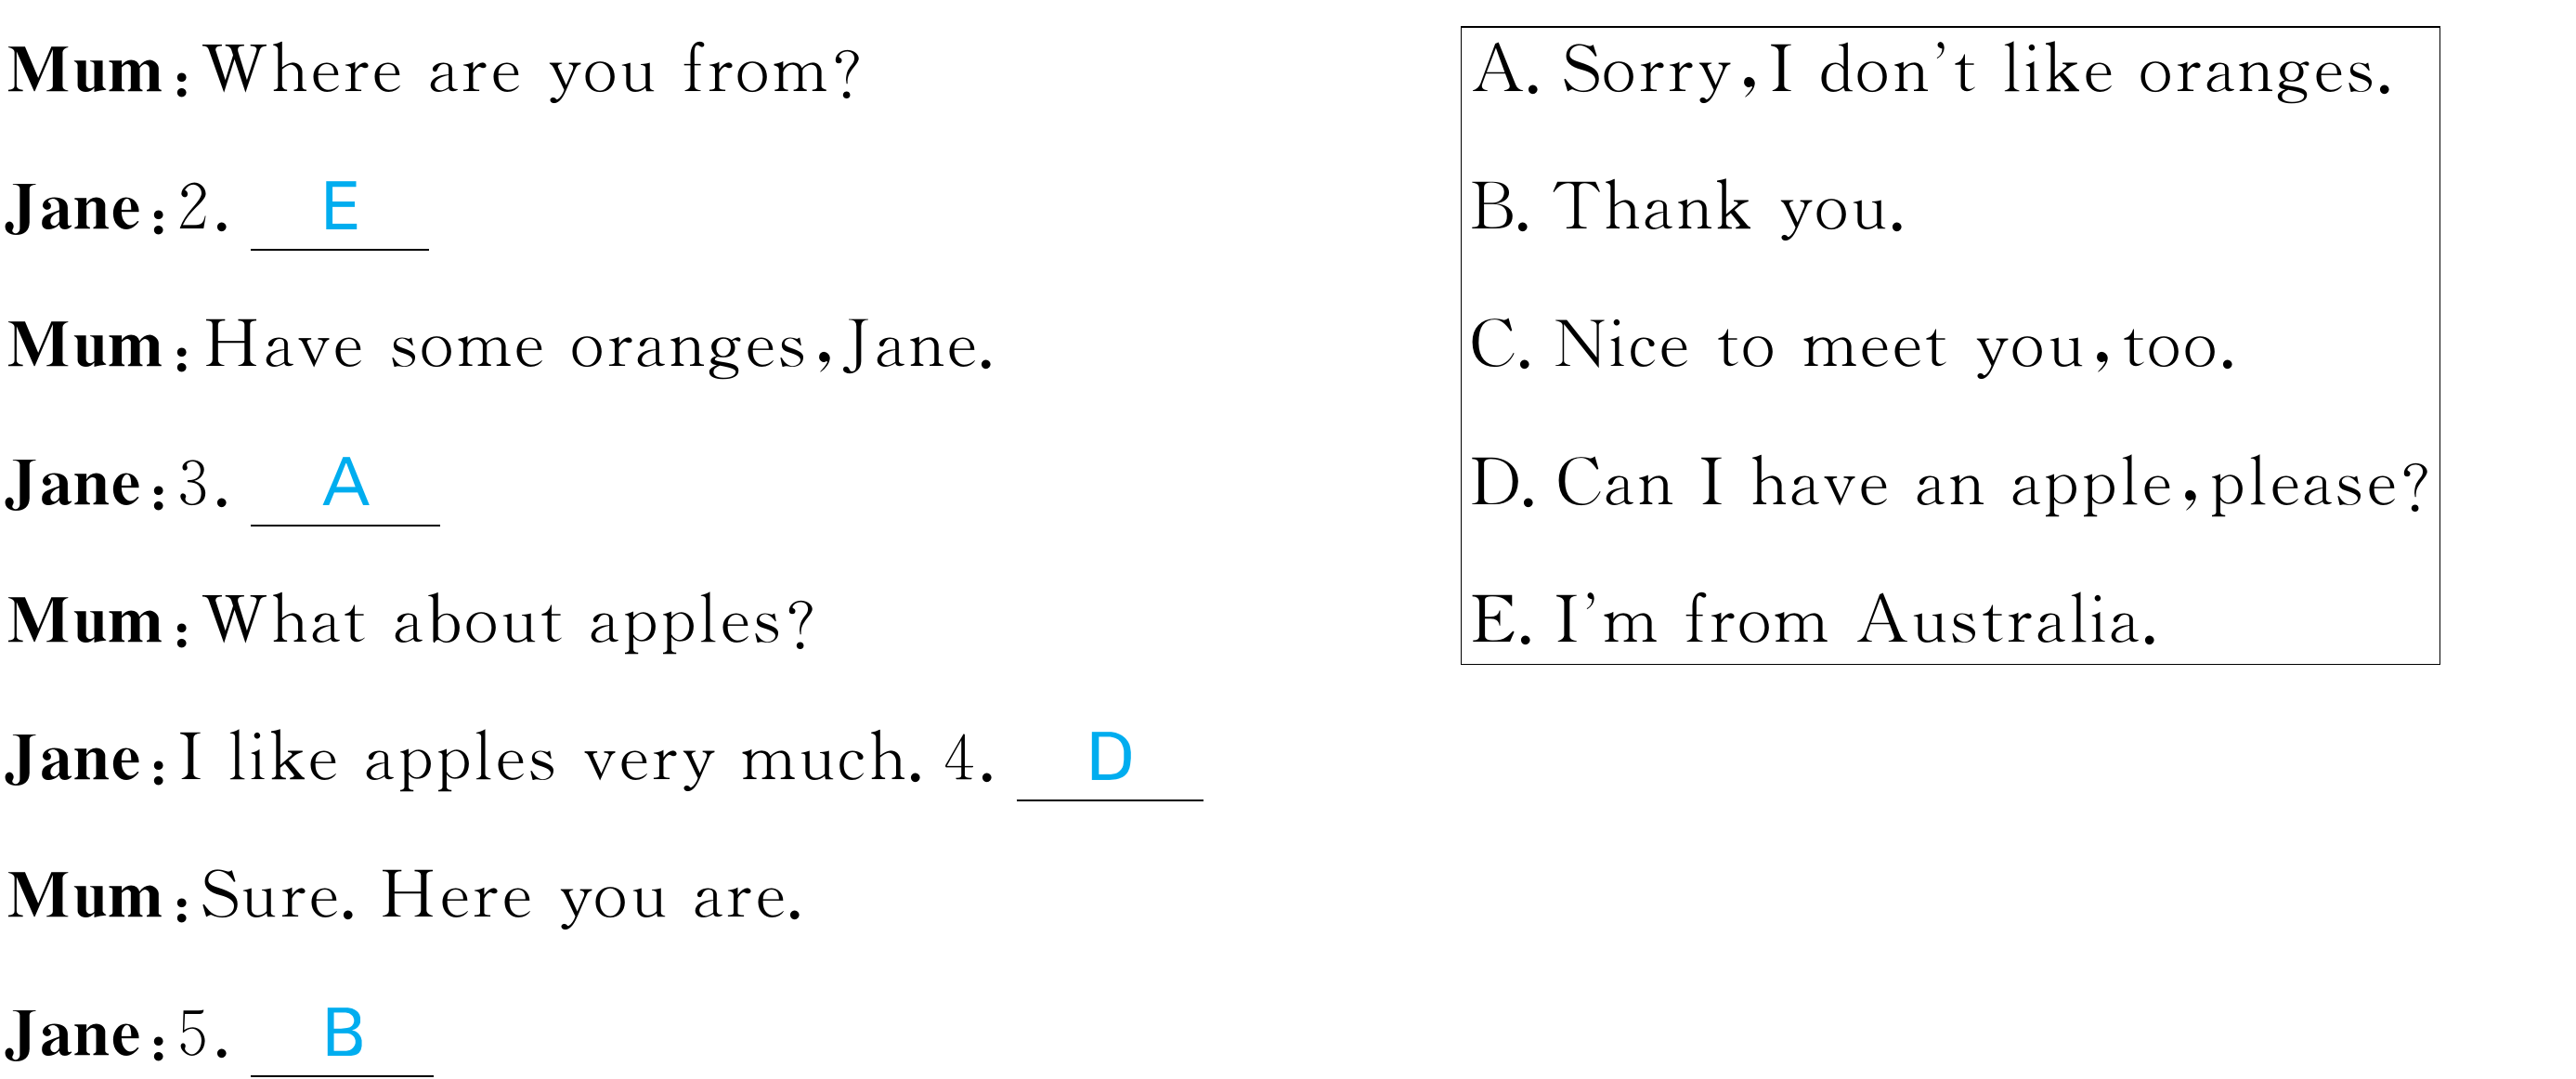 Mum:Where are you from?
Jane:2. E
Mum:Have some oranges,Jane.
Jane:3. A
Mum:What about apples?
Jane:I like apples very much. 4. D
Mum:Sure. Here you are.
Jane:5. B
A. Sorry,I don't like oranges.
B. Thank you.
C. Nice to meet you,too.
D. Can I have an apple,please?
E. I'm from Australia.